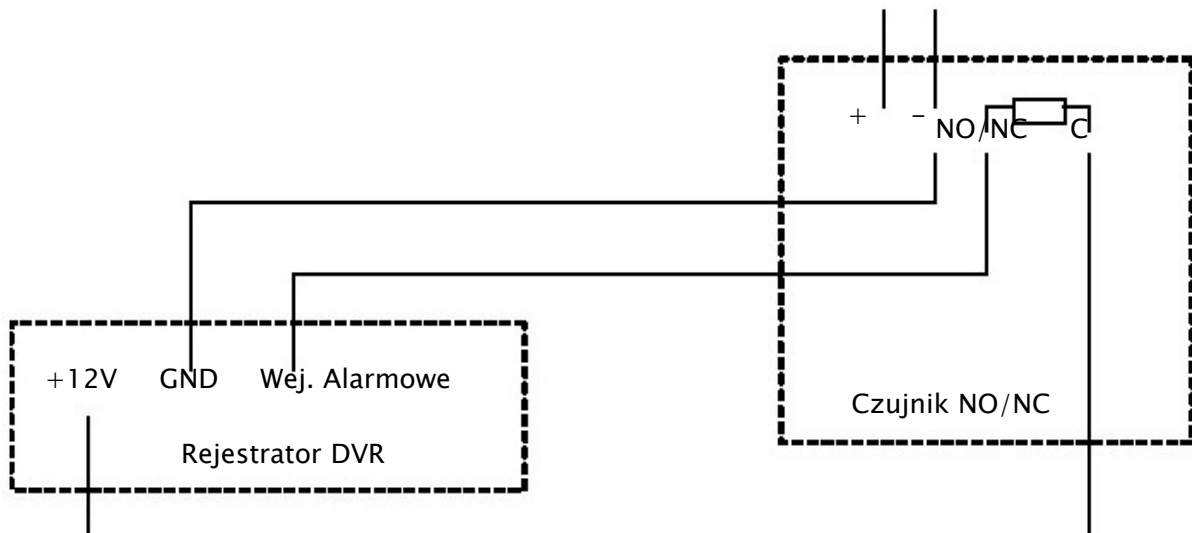 + -
NO/NC C
+12V GND Wej. Alarmowe
Czujnik NO/NC
Rejestrator DVR